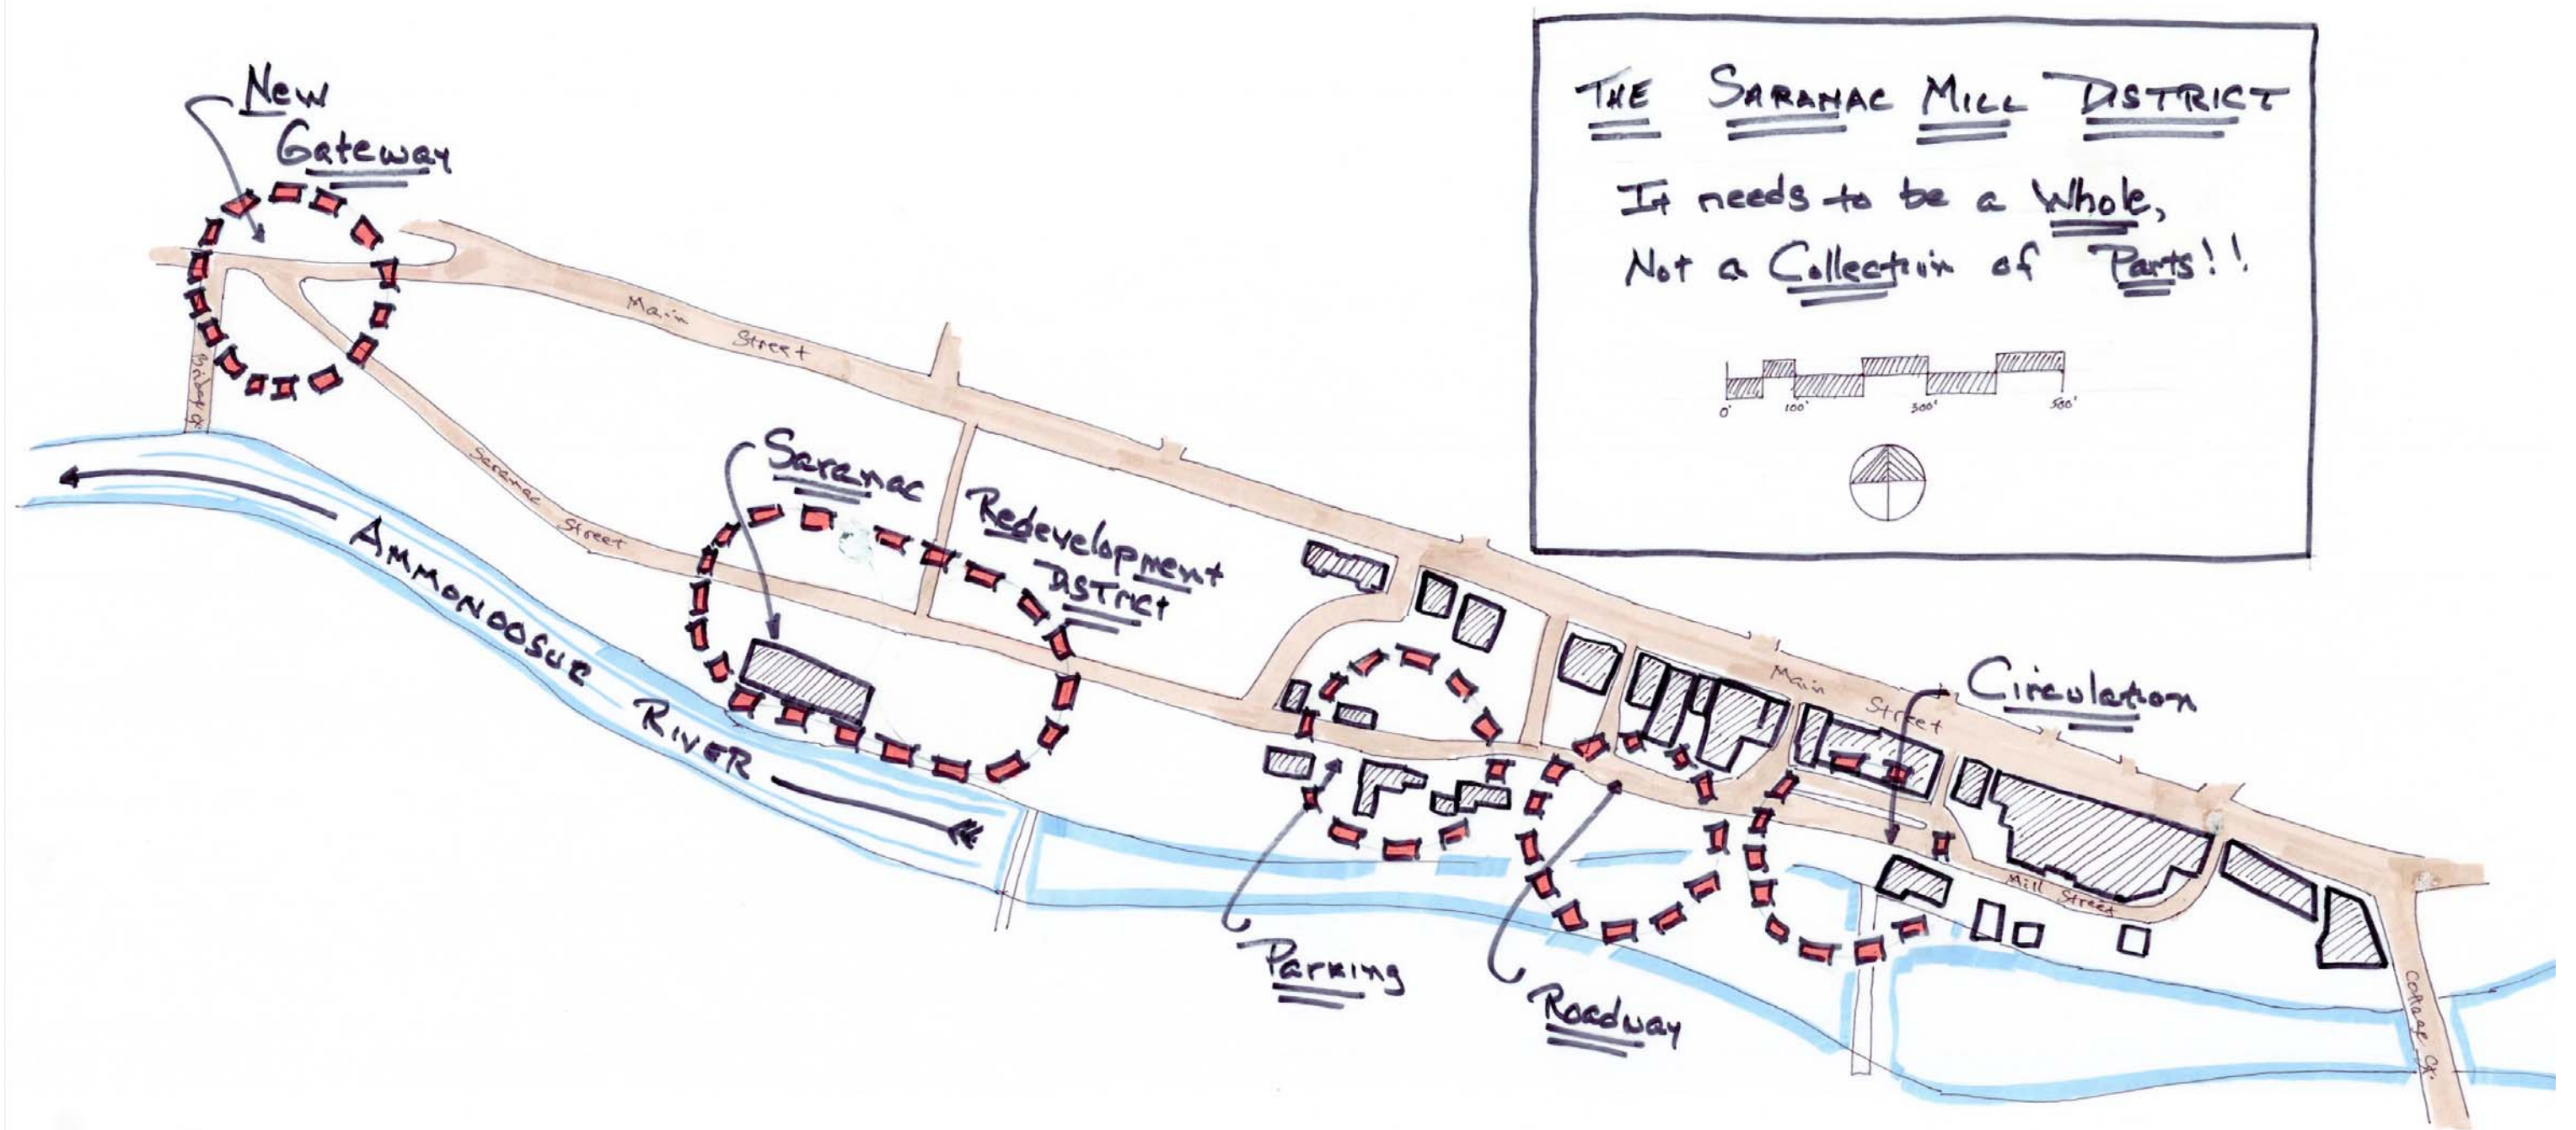 New
Gateway
THE SARANAC MILL DISTRICT
It needs to be a Whole,
Not a Collection of Parts!!
0' 100' 300' 500'
Main Street
Bridge St.
Saranac Street
Saranac
Redevelopment
DISTRICT
AMMONOOSUC RIVER
Main Street
Circulation
Mill Street
Parking
Roadway
Cottage St.